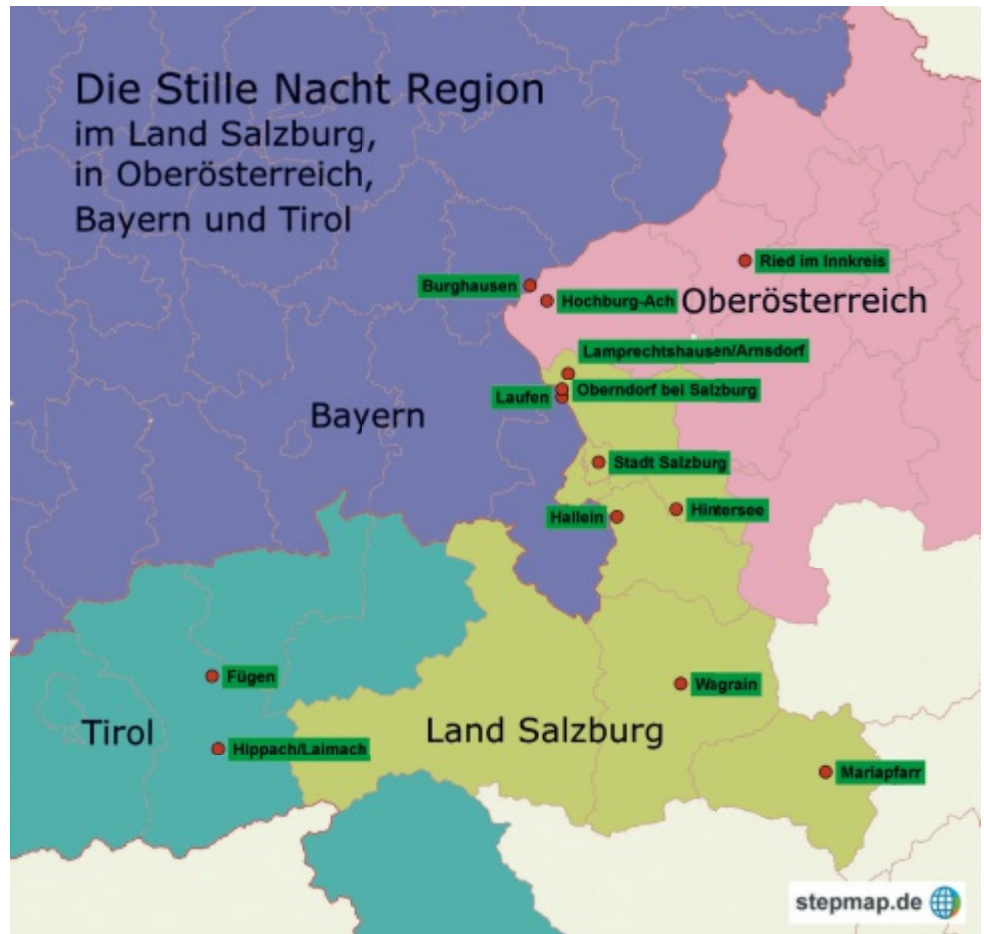 Die Stille Nacht Region
im Land Salzburg,
in Oberösterreich,
Bayern und Tirol
Ried im Innkreis
Burghausen
Hochburg-Ach
Oberösterreich
Lamprechtshausen/Arnsdorf
Oberndorf bei Salzburg
Laufen
Bayern
Stadt Salzburg
Hintersee
Hallein
Fügen
Wagrain
Tirol
Land Salzburg
Hippach/Laimach
Mariapfarr
stepmap.de